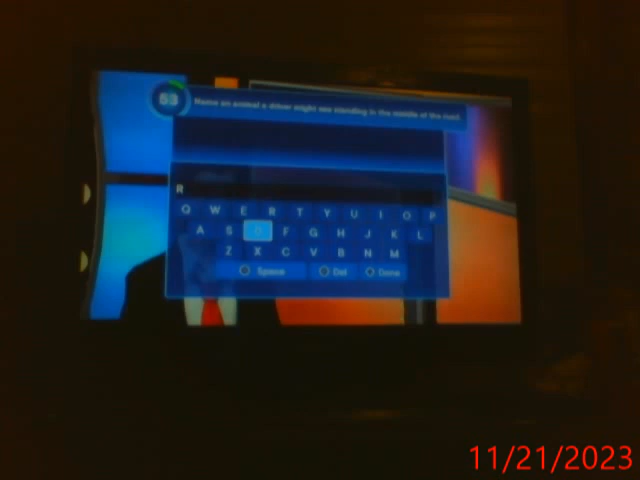 53
Name an animal a driver might see standing in the middle of the road.
R
Q W E R T Y U I O P
A S D F G H J K L
Z X C V B N M
Space Del Done
11/21/2023